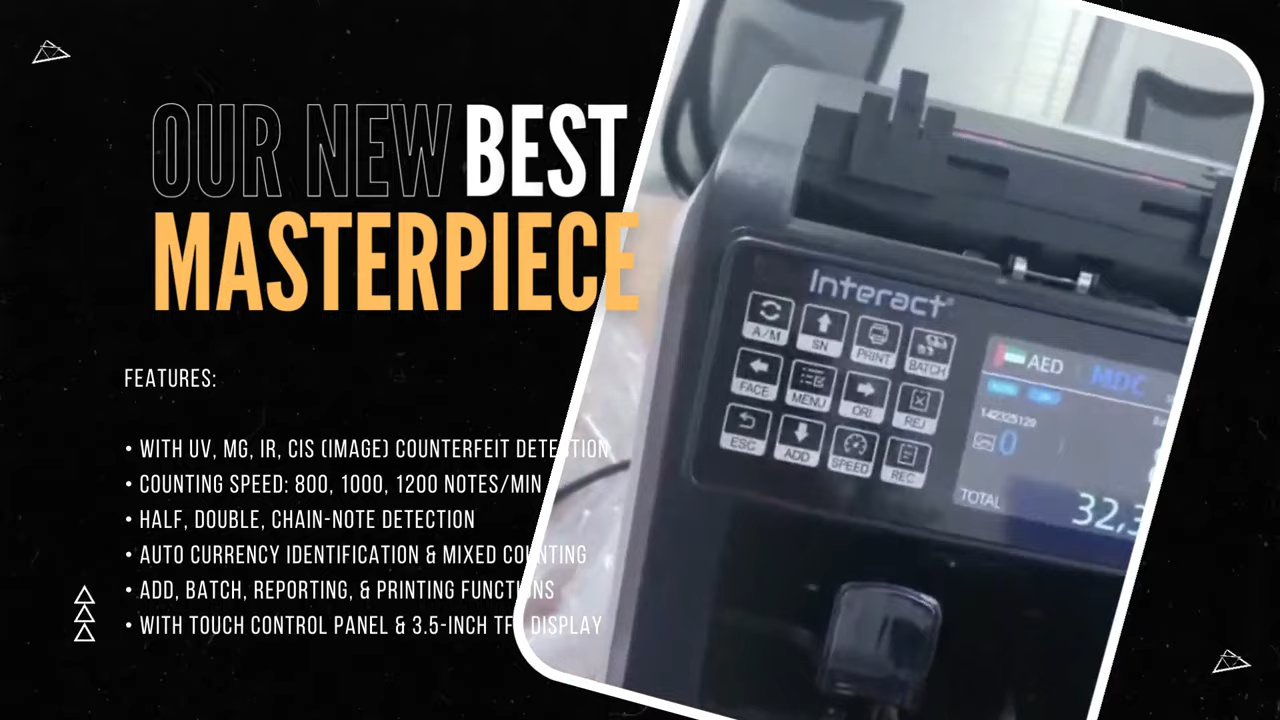 OUR NEW BEST
MASTERPIECE
FEATURES:
• WITH UV, MG, IR, CIS (IMAGE) COUNTERFEIT DETECTION
• COUNTING SPEED: 800, 1000, 1200 NOTES/MIN
• HALF, DOUBLE, CHAIN-NOTE DETECTION
• AUTO CURRENCY IDENTIFICATION & MIXED COUNTING
• ADD, BATCH, REPORTING, & PRINTING FUNCTIONS
• WITH TOUCH CONTROL PANEL & 3.5-INCH TFT DISPLAY
Interact®
A/M SN PRINT BATCH
FACE MENU ORI REJ
ESC ADD SPEED REC
AED MDC
142325129
0
TOTAL 32,3